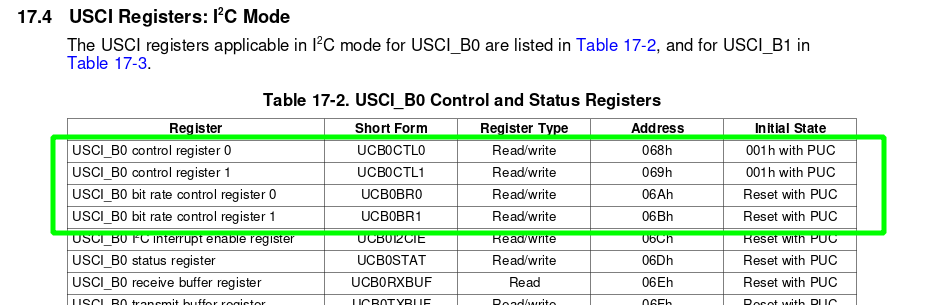 17.4 USCI Registers: I²C Mode
The USCI registers applicable in I²C mode for USCI_B0 are listed in Table 17-2, and for USCI_B1 in
Table 17-3.
Table 17-2. USCI_B0 Control and Status Registers
Register Short Form Register Type Address Initial State
USCI_B0 control register 0 UCB0CTL0 Read/write 068h 001h with PUC
USCI_B0 control register 1 UCB0CTL1 Read/write 069h 001h with PUC
USCI_B0 bit rate control register 0 UCB0BR0 Read/write 06Ah Reset with PUC
USCI_B0 bit rate control register 1 UCB0BR1 Read/write 06Bh Reset with PUC
USCI_B0 I²C interrupt enable register UCB0I2CIE Read/write 06Ch Reset with PUC
USCI_B0 status register UCB0STAT Read/write 06Dh Reset with PUC
USCI_B0 receive buffer register UCB0RXBUF Read 06Eh Reset with PUC
USCI_B0 transmit buffer register UCB0TXBUF Read/write 06Fh Reset with PUC